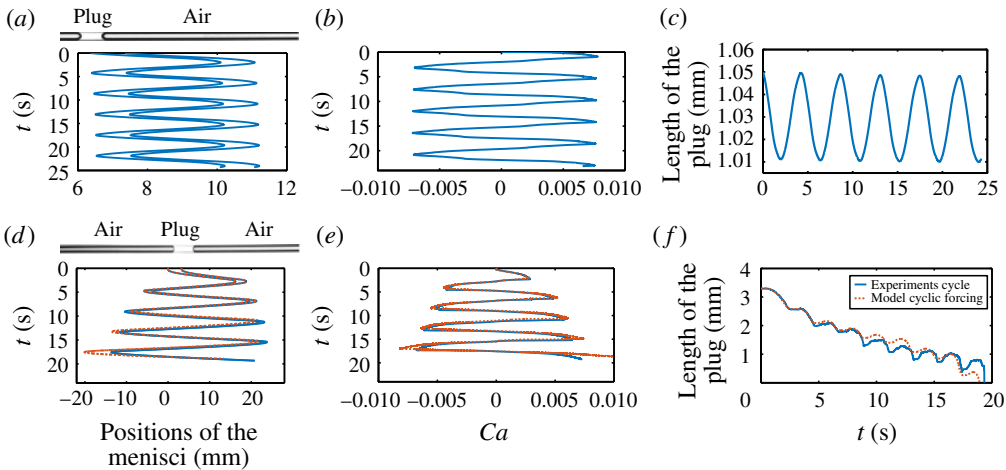 (a) Plug Air
0
5
10
15
20
25
t (s)
6 8 10 12
(b)
0
10
20
t (s)
−0.010 −0.005 0 0.005 0.010
(c)
1.06
1.05
1.04
1.03
1.02
1.01
Length of the
plug (mm)
0 5 10 15 20 25
(d) Air Plug Air
0
5
10
15
20
t (s)
−20 −10 0 10 20
Positions of the
menisci (mm)
(e)
0
5
10
15
20
t (s)
−0.010 −0.005 0 0.005 0.010
Ca
(f)
4
3
2
1
Length of the
plug (mm)
Experiments cycle
Model cyclic forcing
0 5 10 15 20
t (s)